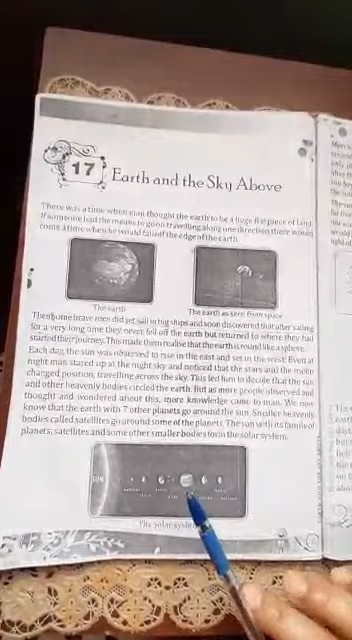 17 Earth and the Sky Above
There was a time when man thought the earth to be a huge flat piece of land.
If someone had the means to go on travelling along one direction there would
come a time when he would fall off the edge of the earth.
The earth
The earth as seen from space
Then some brave men did set sail in big ships and soon discovered that after sailing
for a very long time they never fell off the earth but returned to where they had
started their journey. This made them realise that the earth is round like a sphere.
Each day, the sun was observed to rise in the east and set in the west. Even at
night man stared up at the night sky and noticed that the stars and the moon
changed position, travelling across the sky. This led him to decide that the sun
and other heavenly bodies circled the earth. But as more people observed and
thought and wondered about this, more knowledge came to man. We now
know that the earth with 7 other planets go around the sun. Smaller heavenly
bodies called satellites go around some of the planets. The sun with its family of
planets, satellites and some other smaller bodies form the solar system.
SUN
The solar system